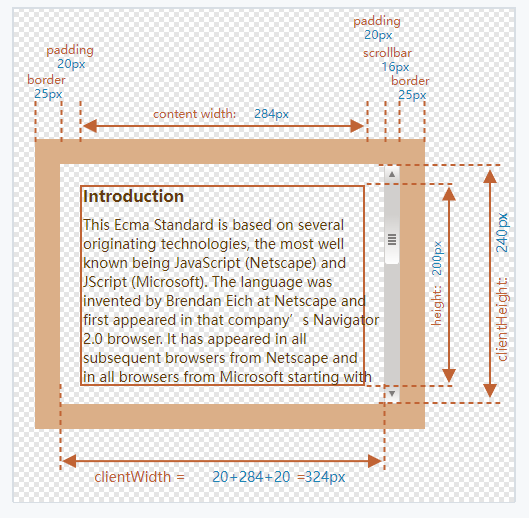 padding
20px
padding
20px
scrollbar
16px
border
25px
border
25px
content width: 284px
Introduction
This Ecma Standard is based on several
originating technologies, the most well
known being JavaScript (Netscape) and
JScript (Microsoft). The language was
invented by Brendan Eich at Netscape and
first appeared in that company’s Navigator
2.0 browser. It has appeared in all
subsequent browsers from Netscape and
in all browsers from Microsoft starting with
height: 200px
clientHeight: 240px
clientWidth = 20+284+20 =324px